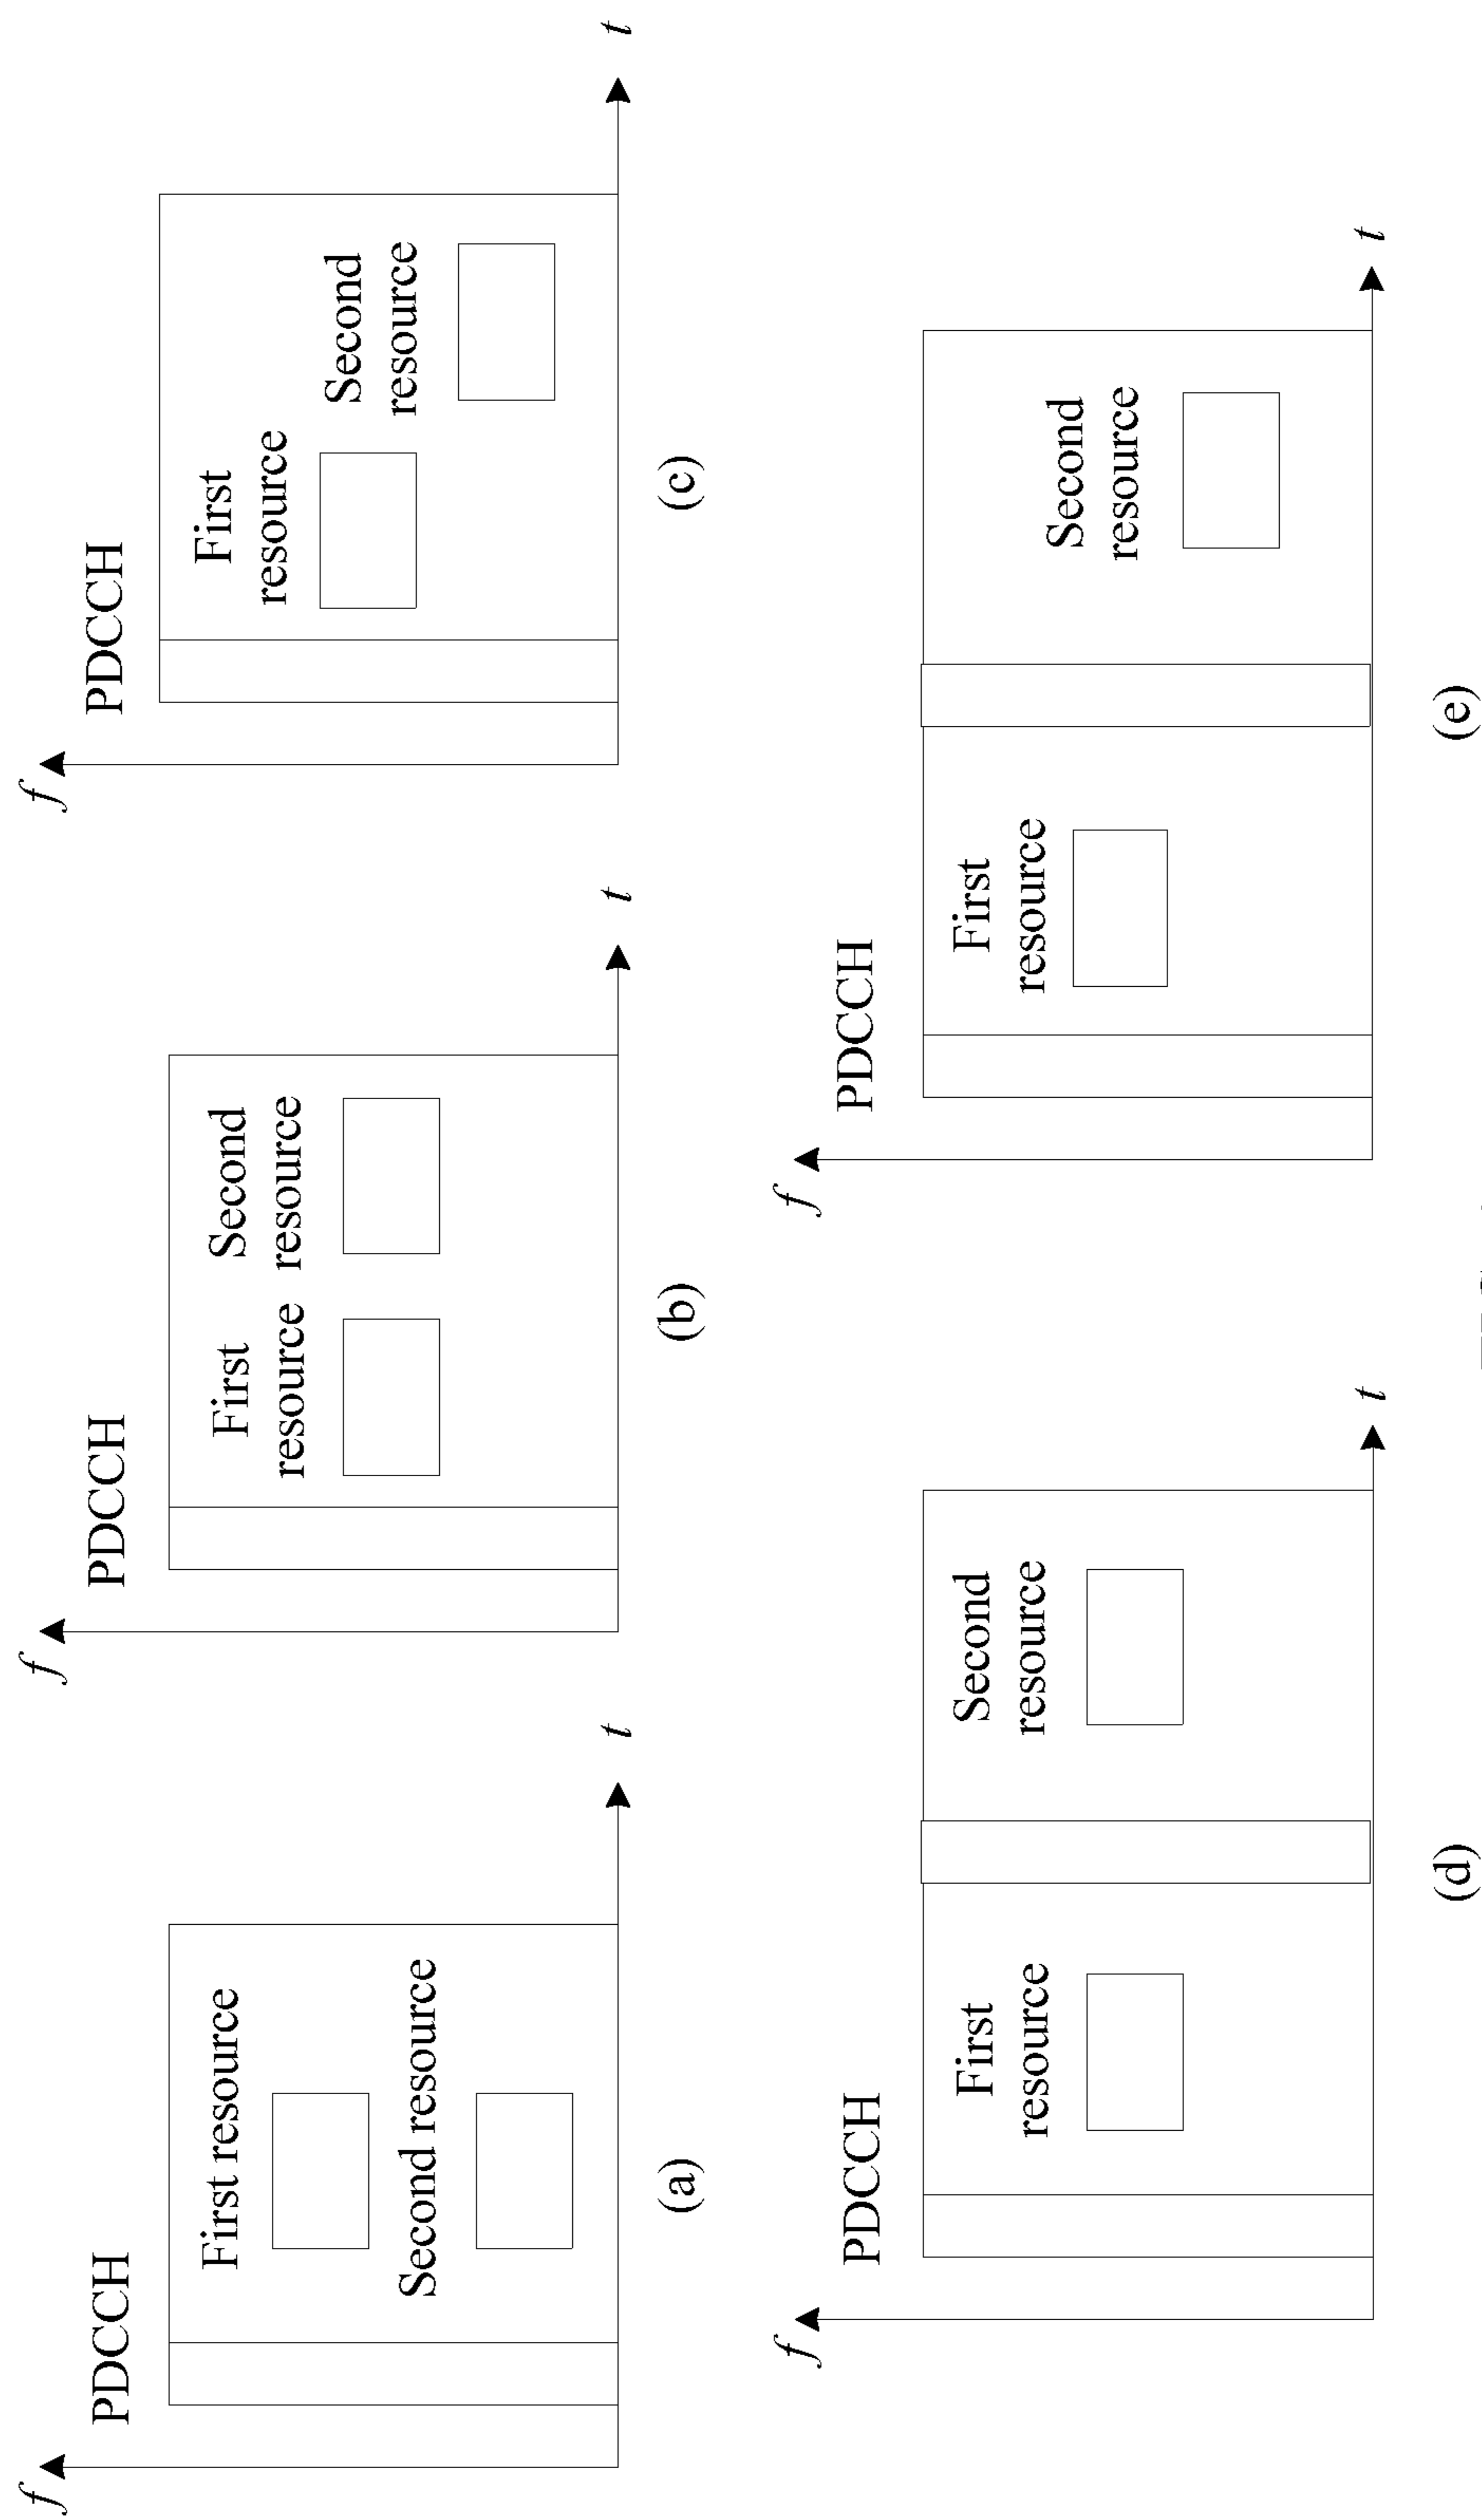 f
PDCCH
First resource
Second resource
t
(a)
f
PDCCH
First
resource
Second
resource
t
(b)
f
PDCCH
First
resource
Second
resource
t
(c)
f
PDCCH
First
resource
Second
resource
t
(d)
f
PDCCH
First
resource
Second
resource
t
(e)